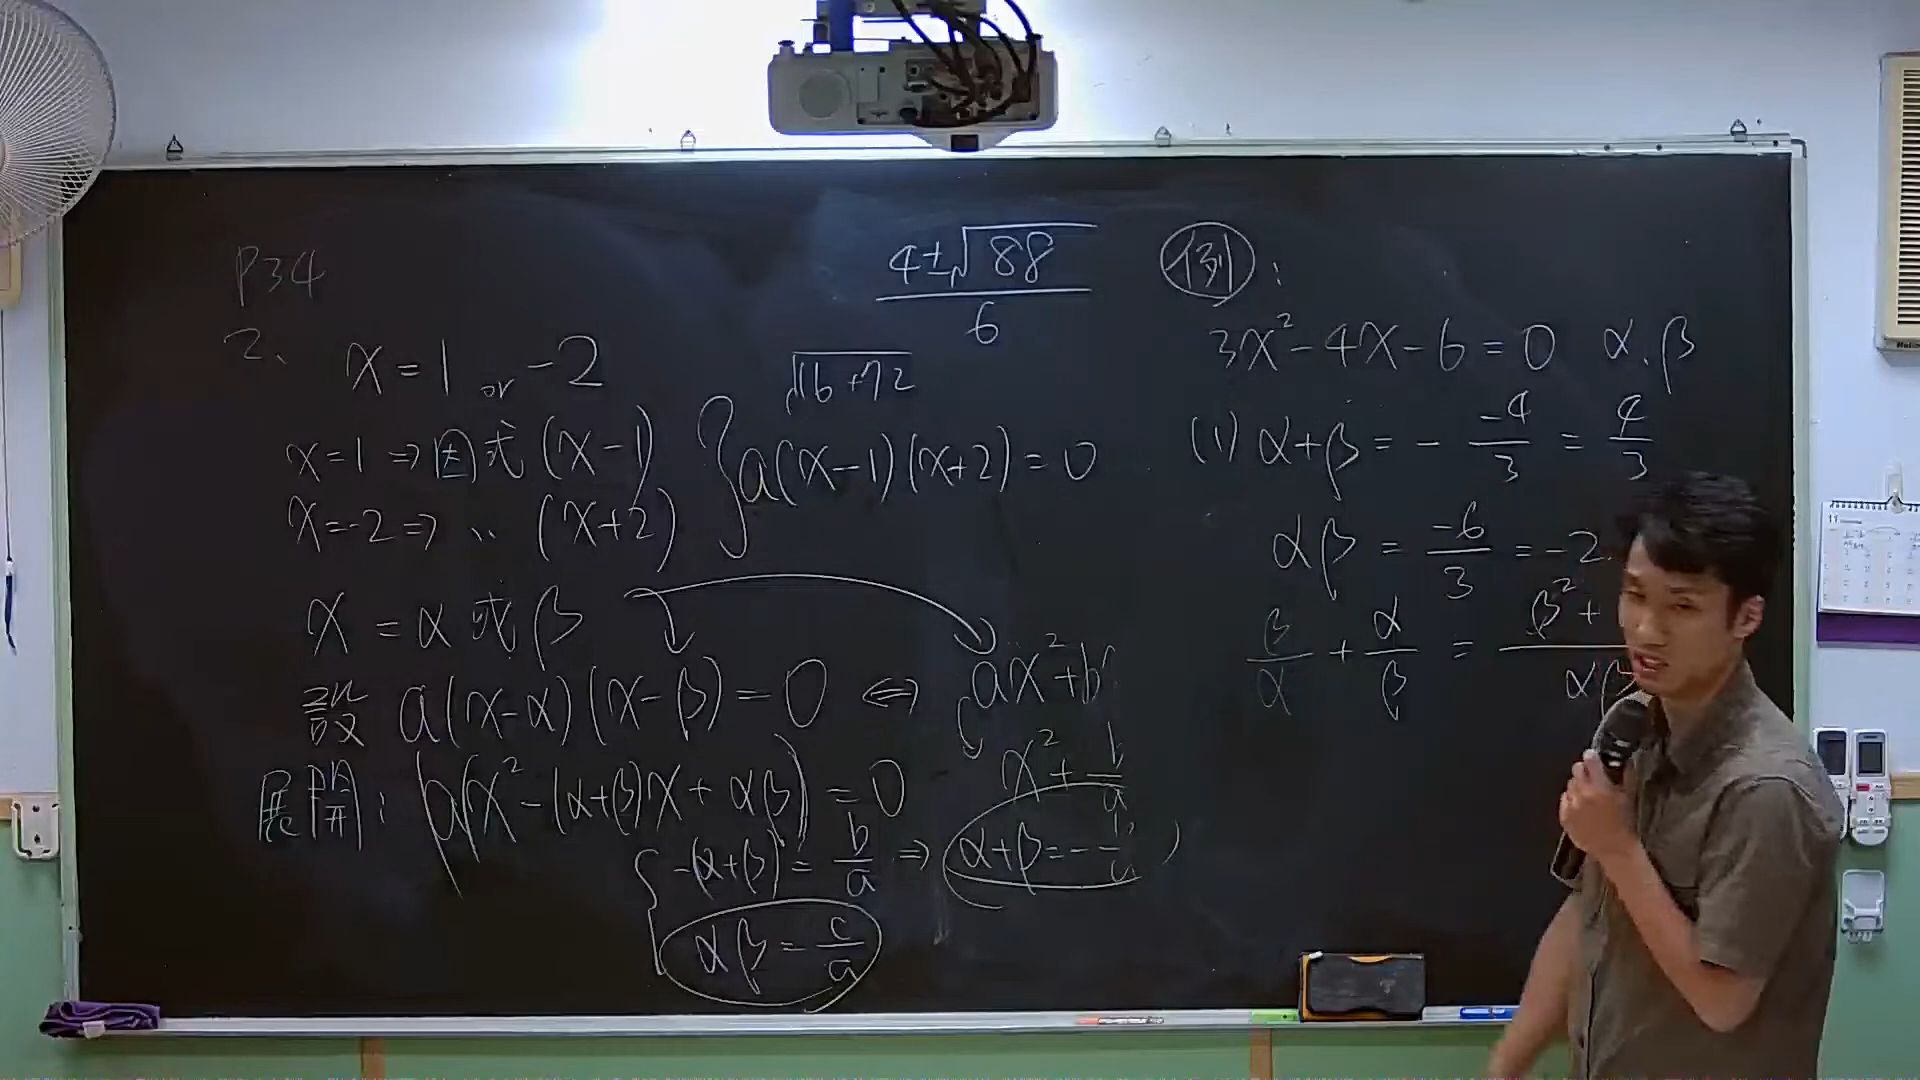 P34
2、
x = 1 or -2
x=1 ⇒ 因式 (x-1)
x=-2 ⇒ 〃 (x+2)
a(x-1)(x+2) = 0
x = α 或 β
設 a(x-α)(x-β) = 0 ⇔ ax²+b
展開: a(x²-(α+β)x+αβ) = 0
x² + b/a
-(α+β) = b/a ⇒ α+β = -b/a
αβ = c/a
(4±√88)/6
√16+72
例:
3x²-4x-6=0 α.β
(1) α+β = - -4/3 = 4/3
αβ = -6/3 = -2.
β/α + α/β = β²+ / αβ